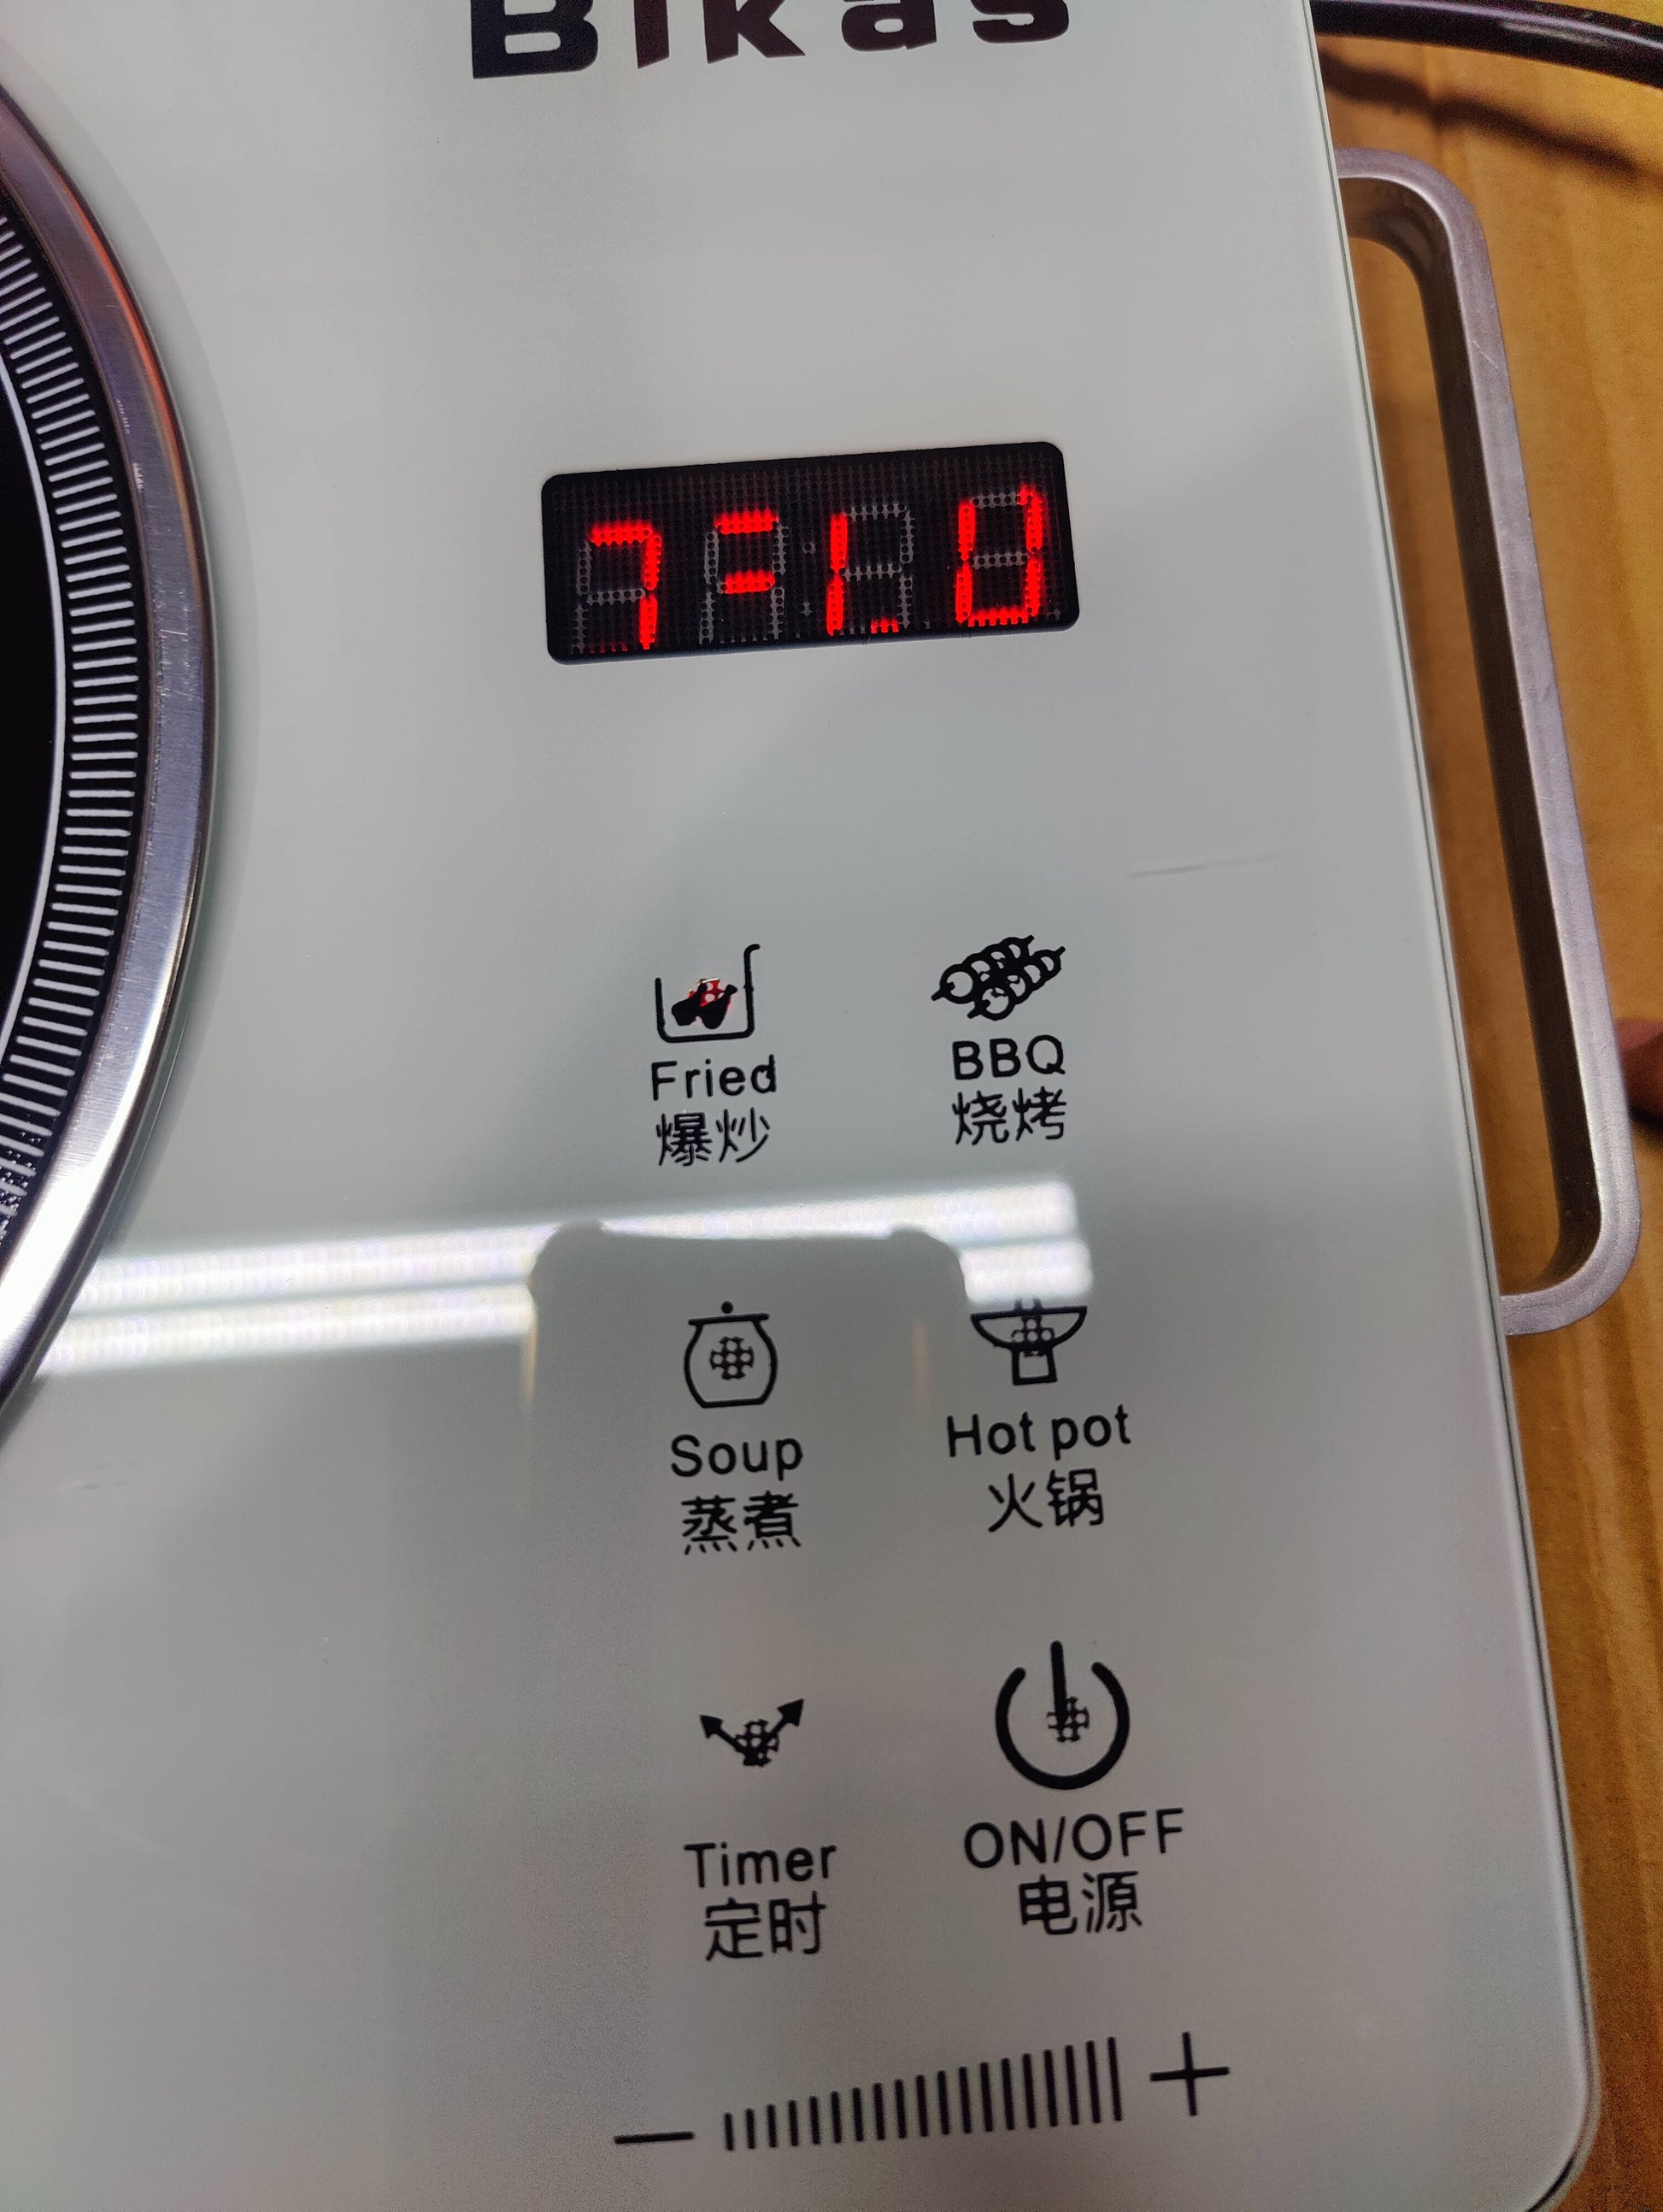 Bikas
Fried
爆炒
BBQ
烧烤
Soup
蒸煮
Hot pot
火锅
Timer
定时
ON/OFF
电源
— +